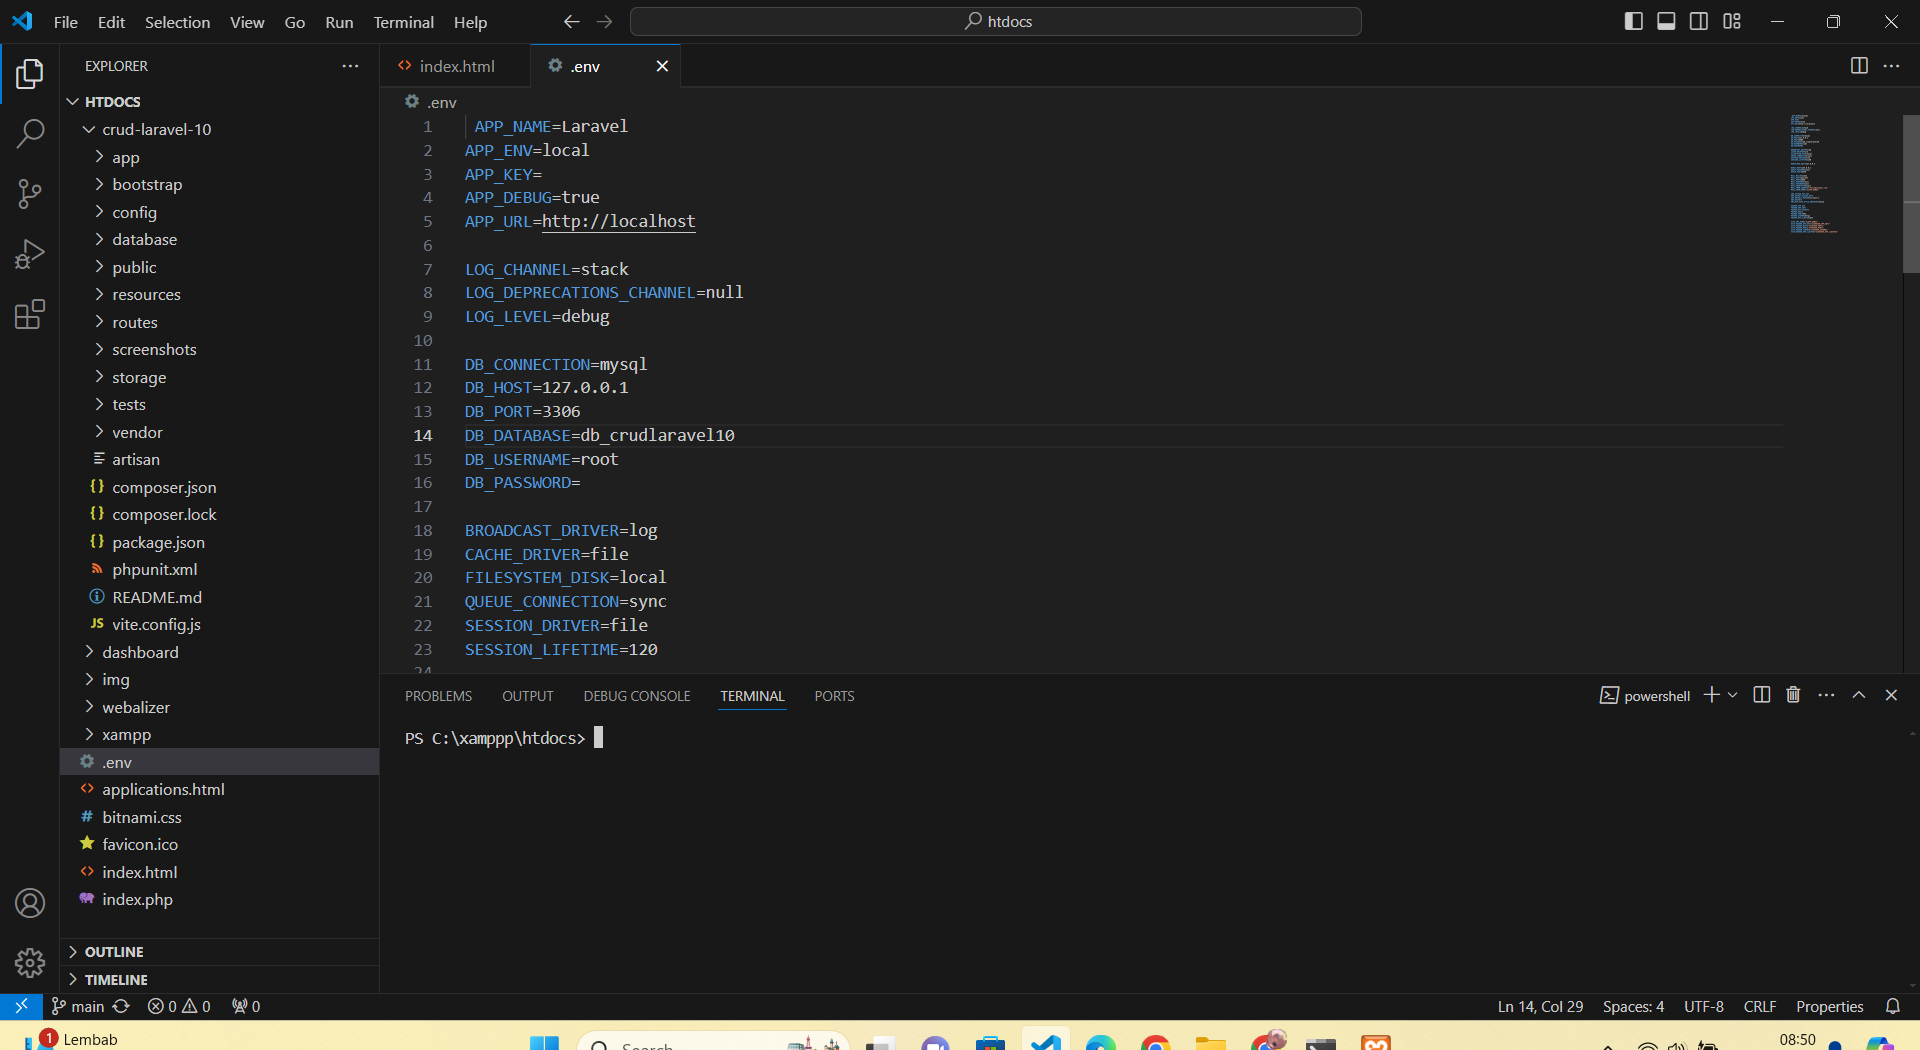 File Edit Selection View Go Run Terminal Help
htdocs
EXPLORER
index.html
.env
HTDOCS
.env
crud-laravel-10
app
bootstrap
config
database
public
resources
routes
screenshots
storage
tests
vendor
artisan
composer.json
composer.lock
package.json
phpunit.xml
README.md
JS vite.config.js
dashboard
img
webalizer
xampp
.env
applications.html
# bitnami.css
favicon.ico
index.html
index.php
OUTLINE
TIMELINE
1 APP_NAME=Laravel
2 APP_ENV=local
3 APP_KEY=
4 APP_DEBUG=true
5 APP_URL=http://localhost
6
7 LOG_CHANNEL=stack
8 LOG_DEPRECATIONS_CHANNEL=null
9 LOG_LEVEL=debug
10
11 DB_CONNECTION=mysql
12 DB_HOST=127.0.0.1
13 DB_PORT=3306
14 DB_DATABASE=db_crudlaravel10
15 DB_USERNAME=root
16 DB_PASSWORD=
17
18 BROADCAST_DRIVER=log
19 CACHE_DRIVER=file
20 FILESYSTEM_DISK=local
21 QUEUE_CONNECTION=sync
22 SESSION_DRIVER=file
23 SESSION_LIFETIME=120
24
PROBLEMS OUTPUT DEBUG CONSOLE TERMINAL PORTS
powershell
PS C:\xamppp\htdocs>
main 0 0 0
Ln 14, Col 29 Spaces: 4 UTF-8 CRLF Properties
1 Lembab
Search
08:50